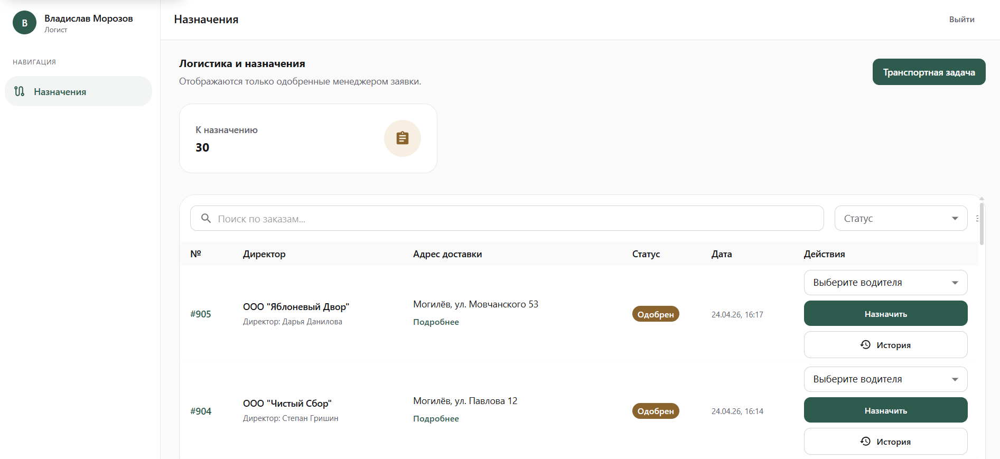 В
Владислав Морозов
Логист
НАВИГАЦИЯ
Назначения
Назначения
Выйти
Логистика и назначения
Отображаются только одобренные менеджером заявки.
Транспортная задача
К назначению
30
Поиск по заказам...
Статус
№ Директор Адрес доставки Статус Дата Действия
#905
ООО "Яблоневый Двор"
Директор: Дарья Данилова
Могилёв, ул. Мовчанского 53
Подробнее
Одобрен
24.04.26, 16:17
Выберите водителя
Назначить
История
#904
ООО "Чистый Сбор"
Директор: Степан Гришин
Могилёв, ул. Павлова 12
Подробнее
Одобрен
24.04.26, 16:14
Выберите водителя
Назначить
История